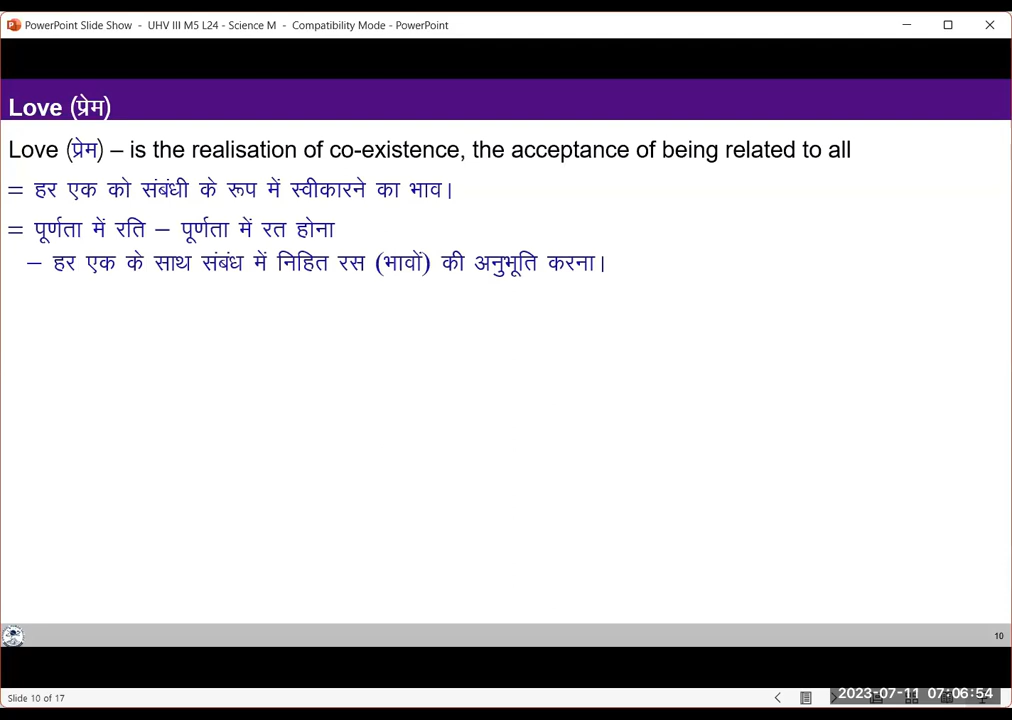 PowerPoint Slide Show - UHV III M5 L24 - Science M - Compatibility Mode - PowerPoint
Love (प्रेम)
Love (प्रेम) – is the realisation of co-existence, the acceptance of being related to all
= हर एक को संबंधी के रूप में स्वीकारने का भाव।
= पूर्णता में रति – पूर्णता में रत होना
– हर एक के साथ संबंध में निहित रस (भावों) की अनुभूति करना।
10
Slide 10 of 17
2023-07-11 07:06:54